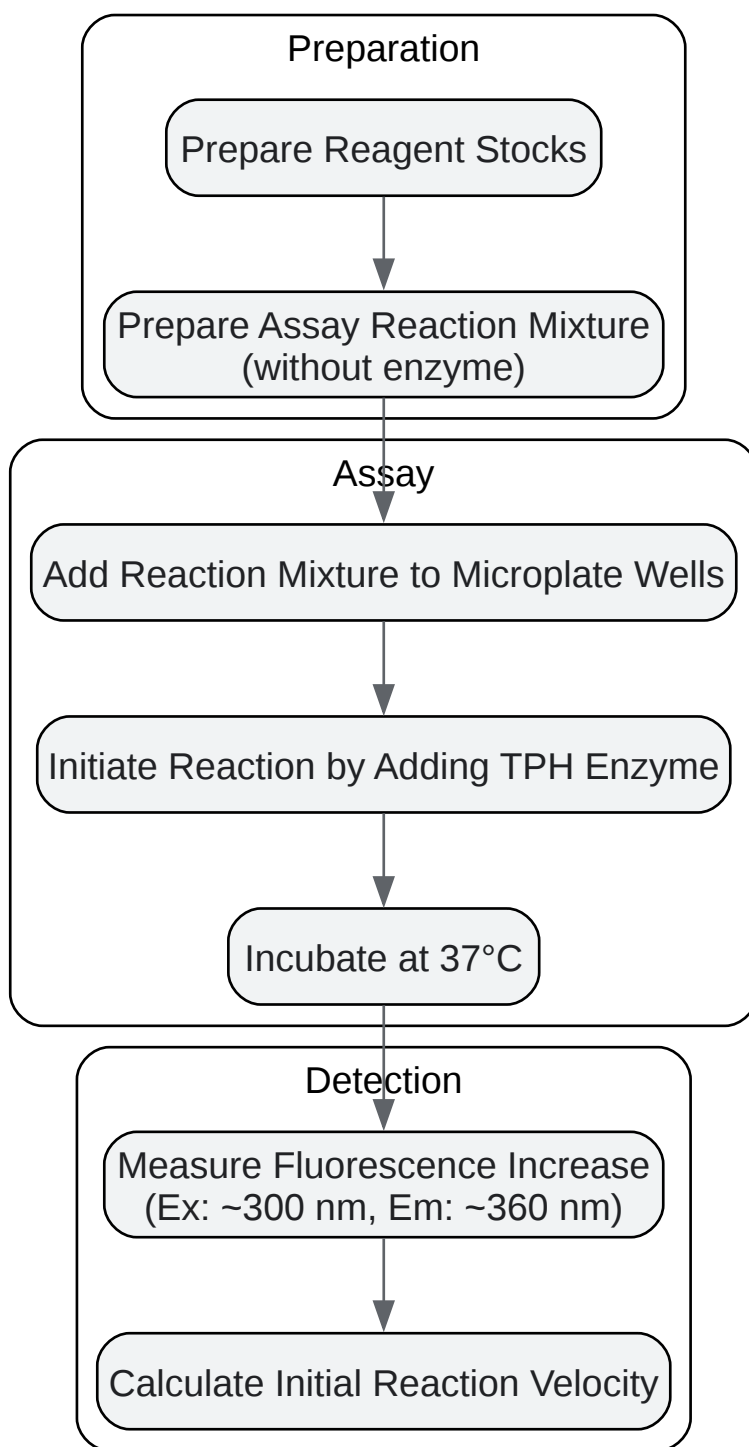 Preparation
Prepare Reagent Stocks
Prepare Assay Reaction Mixture
(without enzyme)
Assay
Add Reaction Mixture to Microplate Wells
Initiate Reaction by Adding TPH Enzyme
Incubate at 37°C
Detection
Measure Fluorescence Increase
(Ex: ~300 nm, Em: ~360 nm)
Calculate Initial Reaction Velocity